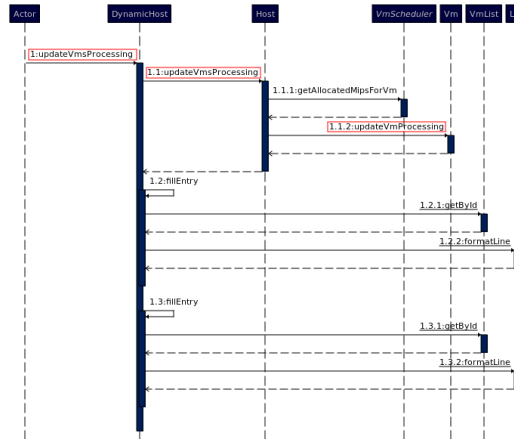 Actor
DynamicHost
Host
VmScheduler
Vm
VmList
1:updateVmsProcessing
1.1:updateVmsProcessing
1.1.1:getAllocatedMipsForVm
1.1.2:updateVmProcessing
1.2:fillEntry
1.2.1:getById
1.2.2:formatLine
1.3:fillEntry
1.3.1:getById
1.3.2:formatLine